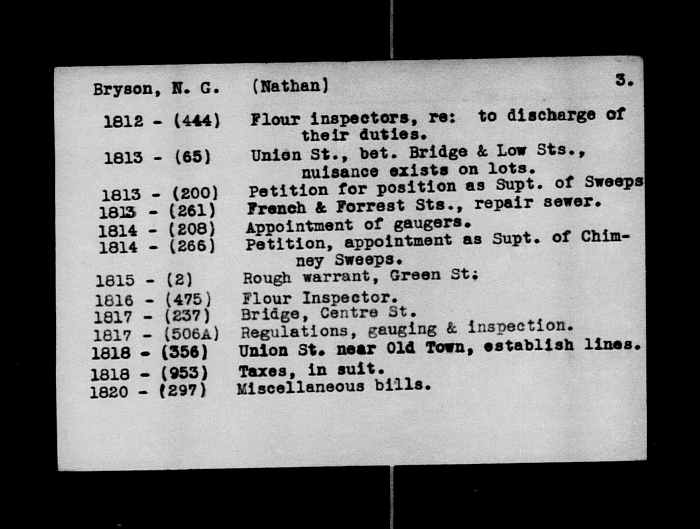 Bryson, N. G. (Nathan) 3.
1812 - (444) Flour inspectors, re: to discharge of
their duties.
1813 - (65) Union St., bet. Bridge & Low Sts.,
nuisance exists on lots.
1813 - (200) Petition for position as Supt. of Sweeps
1813 - (261) French & Forrest Sts., repair sewer.
1814 - (208) Appointment of gaugers.
1814 - (266) Petition, appointment as Supt. of Chim-
ney Sweeps.
1815 - (2) Rough warrant, Green St;
1816 - (475) Flour Inspector.
1817 - (237) Bridge, Centre St.
1817 - (506A) Regulations, gauging & inspection.
1818 - (356) Union St. near Old Town, establish lines.
1818 - (953) Taxes, in suit.
1820 - (297) Miscellaneous bills.